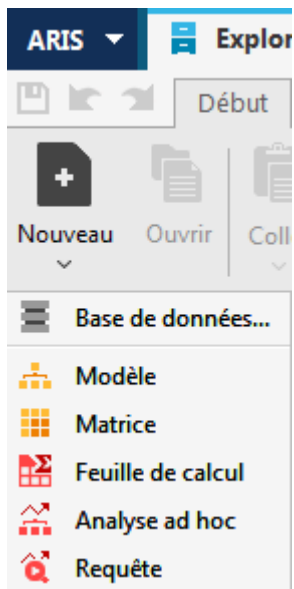 ARIS Explor
Début
Nouveau Ouvrir Coll
Base de données...
Modèle
Matrice
Feuille de calcul
Analyse ad hoc
Requête